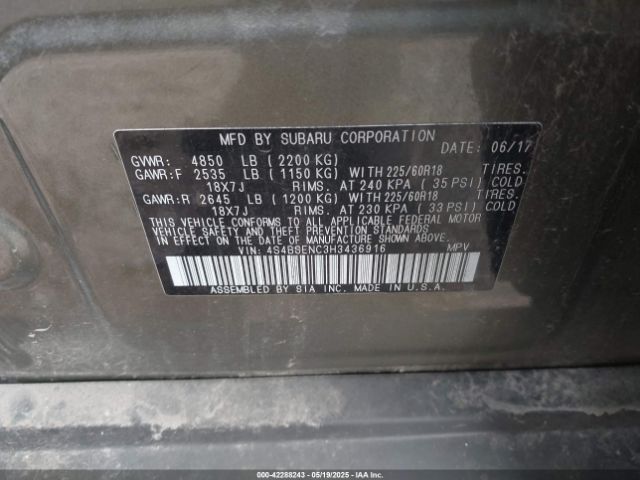 MFD BY SUBARU CORPORATION DATE: 06/17
GVWR: 4850 LB (2200 KG)
GAWR:F 2535 LB (1150 KG) WITH 225/60R18 TIRES.
18X7J RIMS. AT 240 KPA (35 PSI) COLD
GAWR:R 2645 LB (1200 KG) WITH 225/60R18 TIRES.
18X7J RIMS. AT 230 KPA (33 PSI) COLD
THIS VEHICLE CONFORMS TO ALL APPLICABLE FEDERAL MOTOR
VEHICLE SAFETY AND THEFT PREVENTION STANDARDS IN
EFFECT ON THE DATE OF MANUFACTURE SHOWN ABOVE.
VIN: 4S4BSENC3H3436916 MPV
ASSEMBLED BY SIA INC. MADE IN U.S.A.
000-42288243 - 05/19/2025 - IAA Inc.